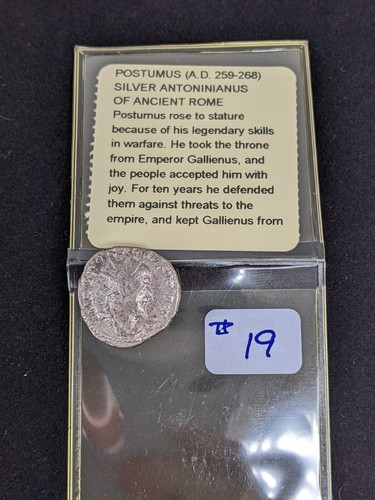 POSTUMUS (A.D. 259-268)
SILVER ANTONINIANUS
OF ANCIENT ROME
Postumus rose to stature
because of his legendary skills
in warfare. He took the throne
from Emperor Gallienus, and
the people accepted him with
joy. For ten years he defended
them against threats to the
empire, and kept Gallienus from
19